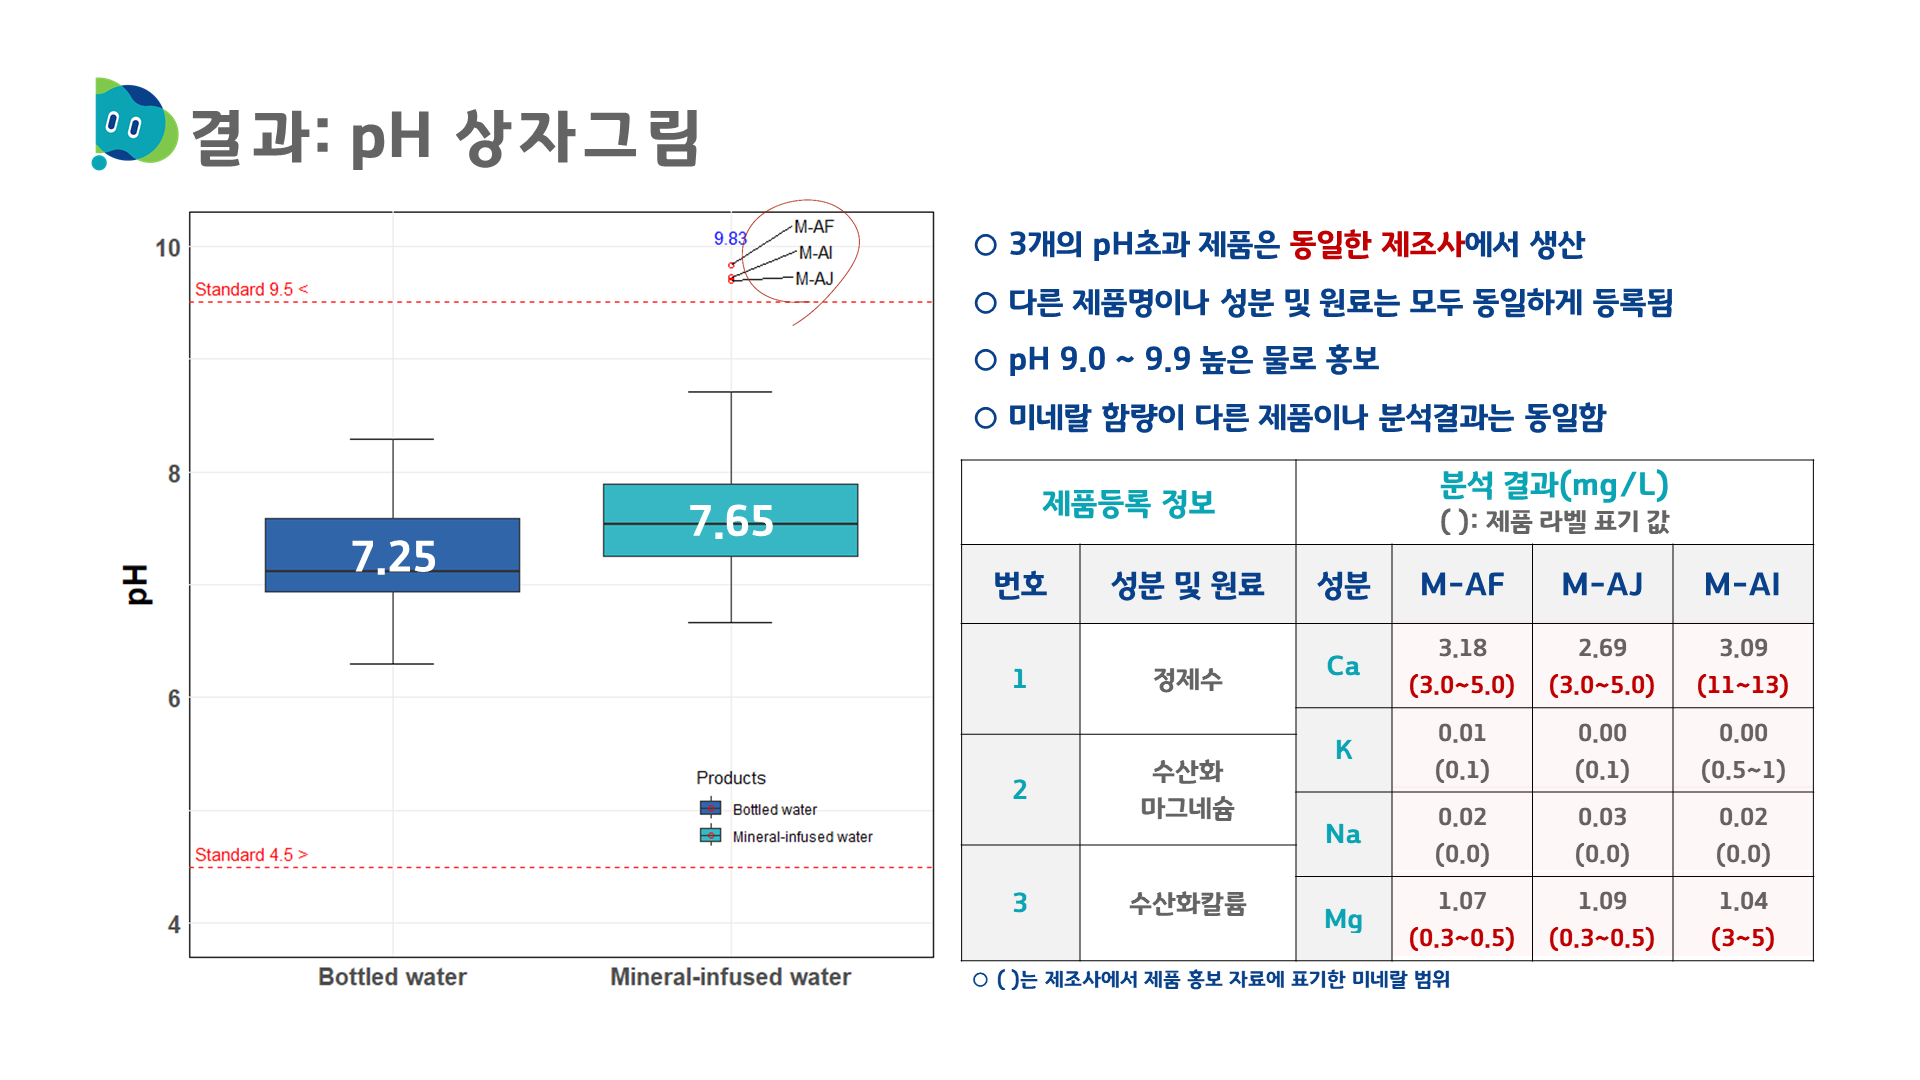 결과: pH 상자그림
10
8
6
4
pH
Standard 9.5 <
Standard 4.5 >
9.83
M-AF
M-AI
M-AJ
7.25
7.65
Products
Bottled water
Mineral-infused water
Bottled water
Mineral-infused water
○ 3개의 pH초과 제품은 동일한 제조사에서 생산
○ 다른 제품명이나 성분 및 원료는 모두 동일하게 등록됨
○ pH 9.0 ~ 9.9 높은 물로 홍보
○ 미네랄 함량이 다른 제품이나 분석결과는 동일함
제품등록 정보
분석 결과(mg/L)
( ): 제품 라벨 표기 값
번호 성분 및 원료 성분 M-AF M-AJ M-AI
1 정제수
2 수산화
마그네슘
3 수산화칼륨
Ca 3.18 2.69 3.09
(3.0~5.0) (3.0~5.0) (11~13)
K 0.01 0.00 0.00
(0.1) (0.1) (0.5~1)
Na 0.02 0.03 0.02
(0.0) (0.0) (0.0)
Mg 1.07 1.09 1.04
(0.3~0.5) (0.3~0.5) (3~5)
○ ( )는 제조사에서 제품 홍보 자료에 표기한 미네랄 범위